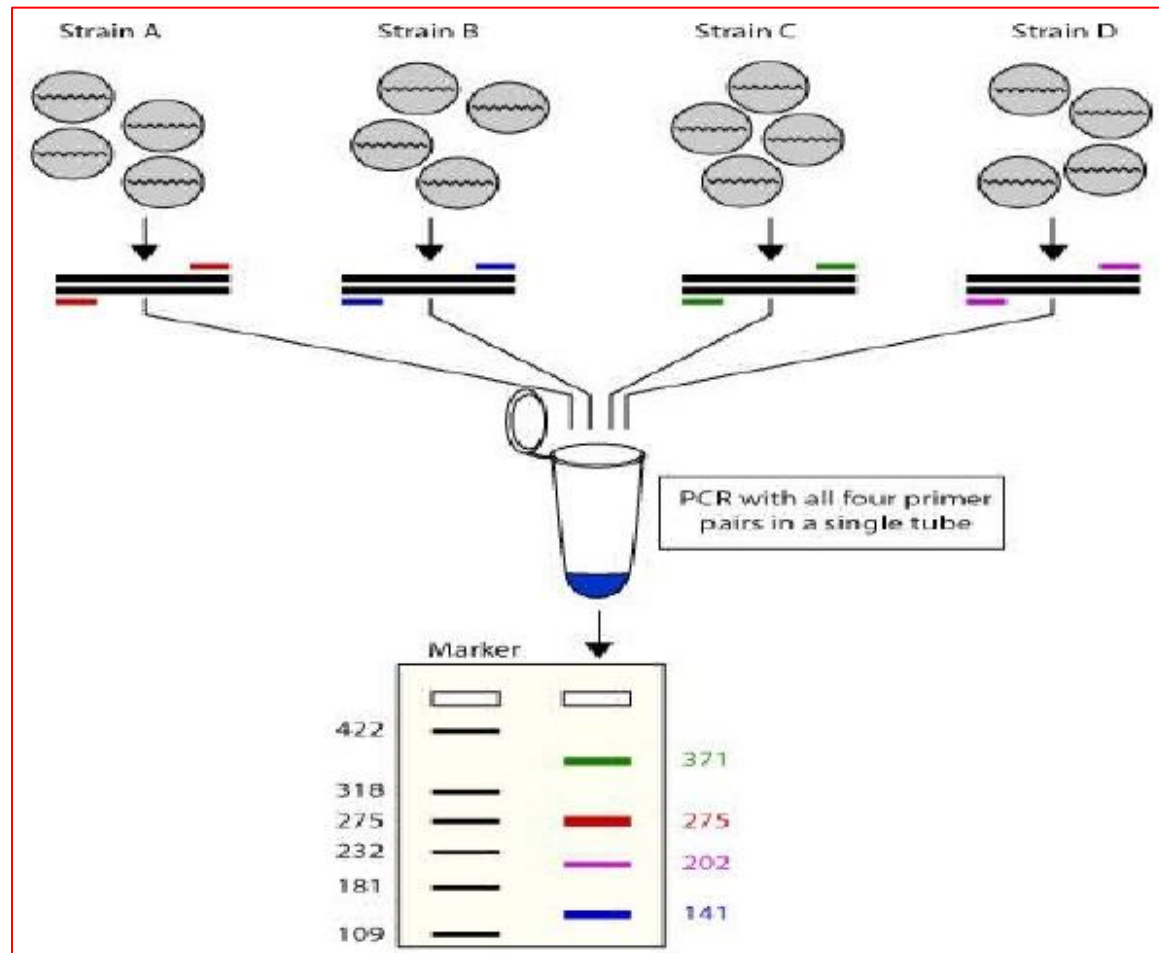 Strain A
Strain B
Strain C
Strain D
PCR with all four primer
pairs in a single tube
Marker
422
318
275
232
181
109
371
275
202
141